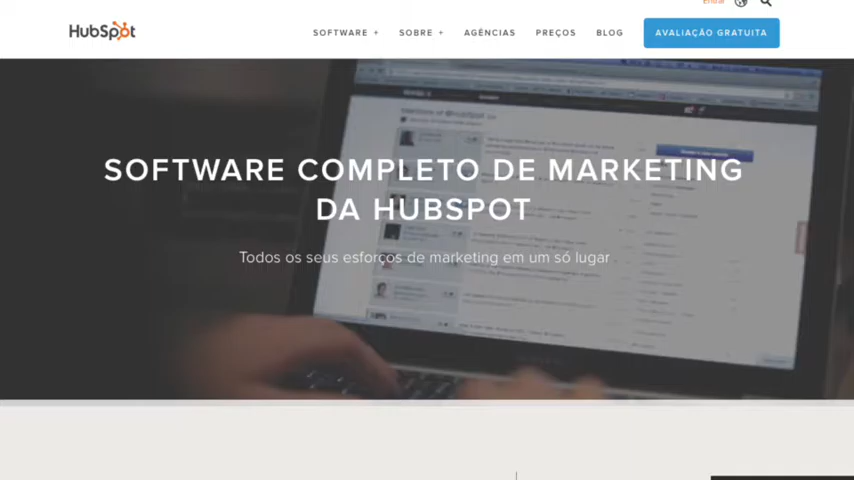 Entrar
HubSpot
SOFTWARE +
SOBRE +
AGÊNCIAS
PREÇOS
BLOG
AVALIAÇÃO GRATUITA
SOFTWARE COMPLETO DE MARKETING
DA HUBSPOT
Todos os seus esforços de marketing em um só lugar